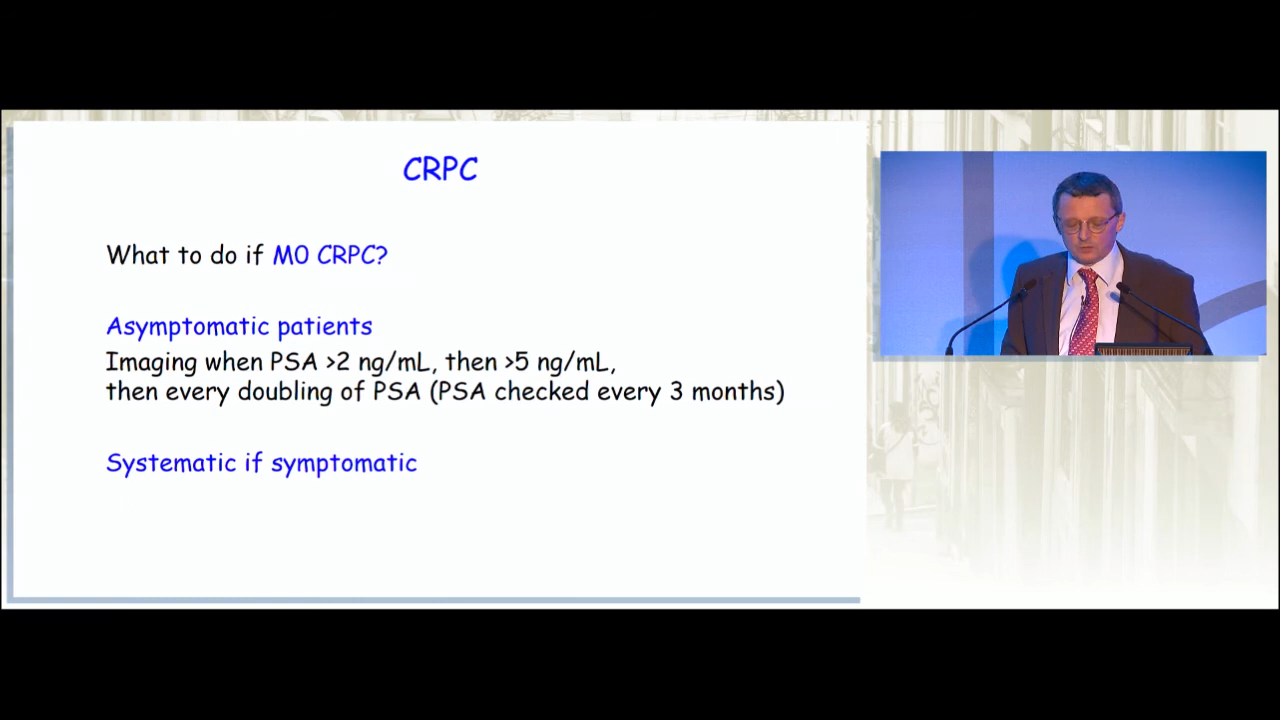 CRPC
What to do if M0 CRPC?
Asymptomatic patients
Imaging when PSA >2 ng/mL, then >5 ng/mL,
then every doubling of PSA (PSA checked every 3 months)
Systematic if symptomatic